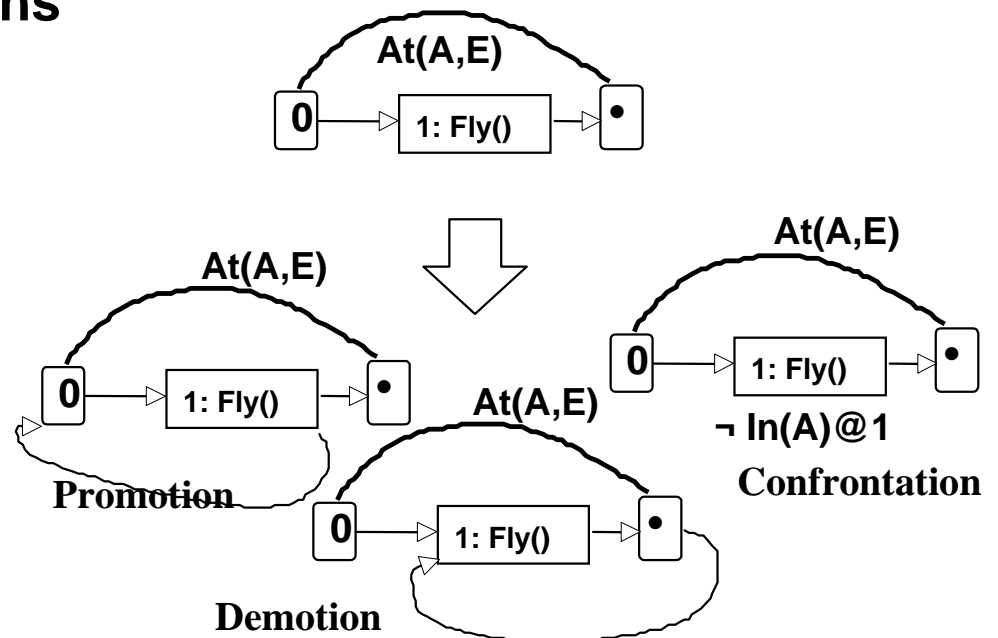 ns
At(A,E)
0 1: Fly() •
At(A,E)
0 1: Fly() •
Promotion
At(A,E)
0 1: Fly() •
Demotion
At(A,E)
0 1: Fly() •
¬ In(A)@1
Confrontation